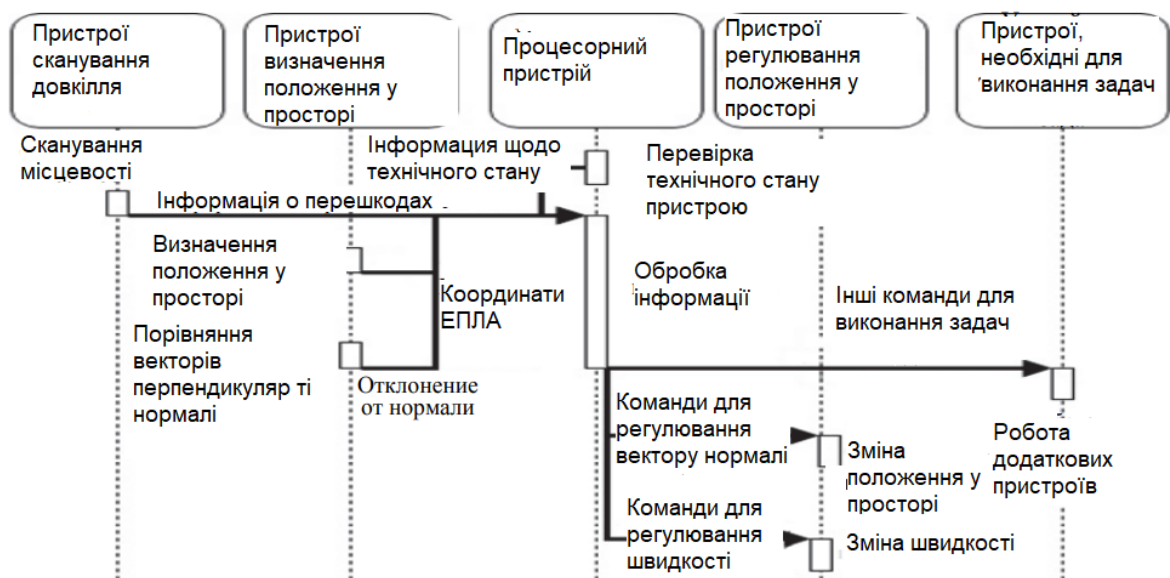 Пристрої
сканування
довкілля
Пристрої
визначення
положення у
просторі
Процесорний
пристрій
Пристрої
регулювання
положення у
просторі
Пристрої,
необхідні для
виконання задач
Сканування
місцевості
Інформация щодо
технічного стану
Перевірка
технічного стану
пристрою
Інформація о перешкодах
Визначення
положення у
просторі
Координати
ЕПЛА
Обробка
інформації
Інші команди для
виконання задач
Порівняння
векторів
перпендикуляр ті
нормалі
Отклонение
от нормали
Команди для
регулювання
вектору нормалі
Зміна
положення у
просторі
Робота
додаткових
пристроїв
Команди для
регулювання
швидкості
Зміна швидкості